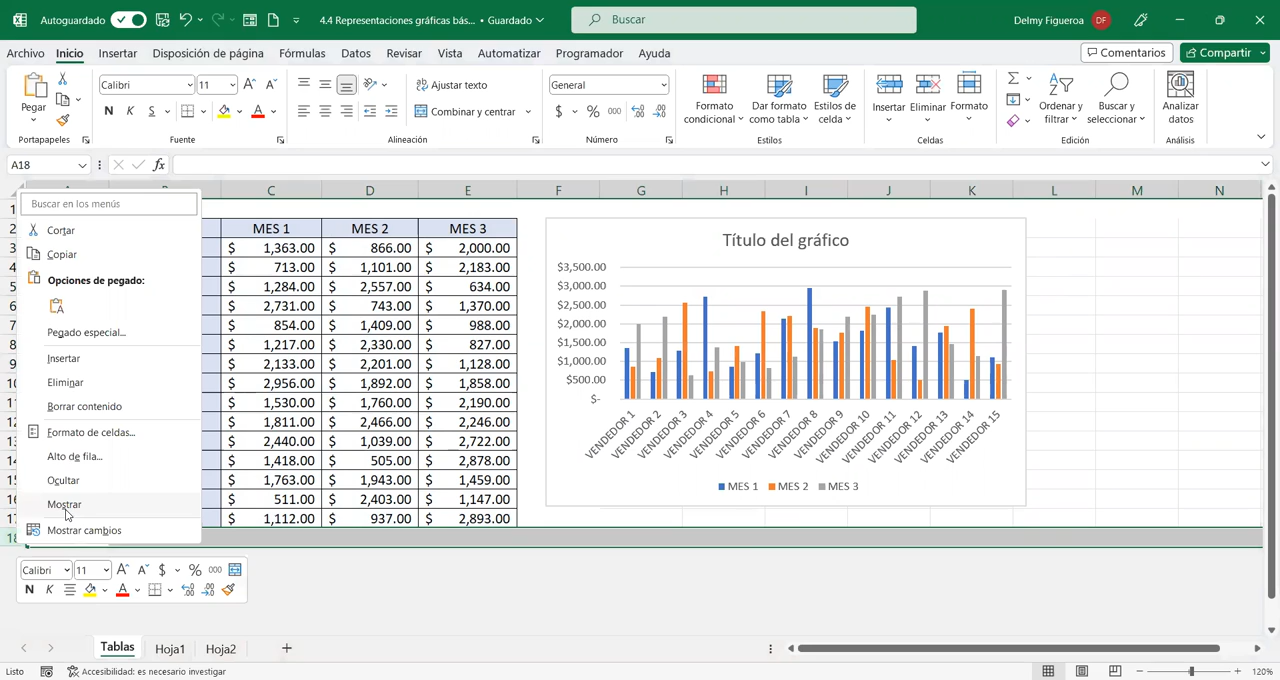 Autoguardado
4.4 Representaciones gráficas bás... • Guardado
Buscar
Delmy Figueroa DF
Archivo Inicio Insertar Disposición de página Fórmulas Datos Revisar Vista Automatizar Programador Ayuda
Comentarios Compartir
Pegar
Calibri 11
Ajustar texto
General
Formato condicional
Dar formato como tabla
Estilos de celda
Insertar Eliminar Formato
Ordenar y filtrar
Buscar y seleccionar
Analizar datos
N K S
Combinar y centrar
$ % 000
Portapapeles Fuente Alineación Número Estilos Celdas Edición Análisis
A18 fx
C D E F G H I J K L M N
Buscar en los menús
Cortar
Copiar
Opciones de pegado:
Pegado especial...
Insertar
Eliminar
Borrar contenido
Formato de celdas...
Alto de fila...
Ocultar
Mostrar
Mostrar cambios
MES 1 MES 2 MES 3
$ 1,363.00 $ 866.00 $ 2,000.00
$ 713.00 $ 1,101.00 $ 2,183.00
$ 1,284.00 $ 2,557.00 $ 634.00
$ 2,731.00 $ 743.00 $ 1,370.00
$ 854.00 $ 1,409.00 $ 988.00
$ 1,217.00 $ 2,330.00 $ 827.00
$ 2,133.00 $ 2,201.00 $ 1,128.00
$ 2,956.00 $ 1,892.00 $ 1,858.00
$ 1,530.00 $ 1,760.00 $ 2,190.00
$ 1,811.00 $ 2,466.00 $ 2,246.00
$ 2,440.00 $ 1,039.00 $ 2,722.00
$ 1,418.00 $ 505.00 $ 2,878.00
$ 1,763.00 $ 1,943.00 $ 1,459.00
$ 511.00 $ 2,403.00 $ 1,147.00
$ 1,112.00 $ 937.00 $ 2,893.00
Título del gráfico
$3,500.00
$3,000.00
$2,500.00
$2,000.00
$1,500.00
$1,000.00
$500.00
$-
VENDEDOR 1
VENDEDOR 2
VENDEDOR 3
VENDEDOR 4
VENDEDOR 5
VENDEDOR 6
VENDEDOR 7
VENDEDOR 8
VENDEDOR 9
VENDEDOR 10
VENDEDOR 11
VENDEDOR 12
VENDEDOR 13
VENDEDOR 14
VENDEDOR 15
MES 1 MES 2 MES 3
Calibri 11 A^ A˅ $ % 000
N K
Tablas Hoja1 Hoja2
Listo Accesibilidad: es necesario investigar 120%